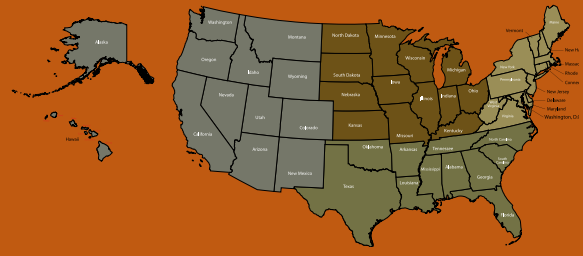 Washington
Montana
North Dakota
Minnesota
Maine
Vermont
Alaska
Oregon
Idaho
Wyoming
South Dakota
Wisconsin
Michigan
New York
New H
Rhode
Nebraska
Iowa
Illinois
Indiana
Ohio
Pennsylvania
New Jersey
Delaware
Maryland
Washington, D
Nevada
Utah
Colorado
Kansas
Missouri
Kentucky
Virginia
California
Hawaii
Arizona
New Mexico
Oklahoma
Arkansas
Tennessee
North Carolina
South
Carolina
Texas
Louisiana
Mississippi
Alabama
Georgia
Florida